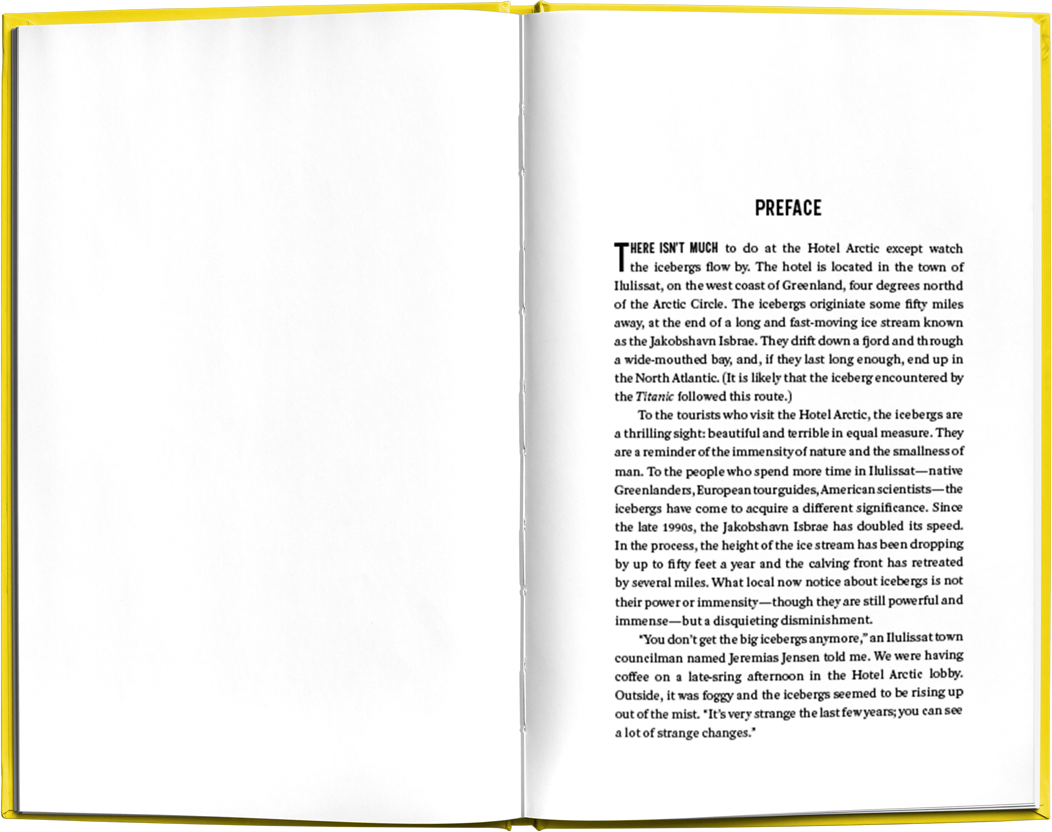 PREFACE
THERE ISN'T MUCH to do at the Hotel Arctic except watch
the icebergs flow by. The hotel is located in the town of
Ilulissat, on the west coast of Greenland, four degrees northd
of the Arctic Circle. The icebergs originiate some fifty miles
away, at the end of a long and fast-moving ice stream known
as the Jakobshavn Isbrae. They drift down a fjord and through
a wide-mouthed bay, and, if they last long enough, end up in
the North Atlantic. (It is likely that the iceberg encountered by
the Titanic followed this route.)
To the tourists who visit the Hotel Arctic, the icebergs are
a thrilling sight: beautiful and terrible in equal measure. They
are a reminder of the immensity of nature and the smallness of
man. To the people who spend more time in Ilulissat—native
Greenlanders, European tour guides, American scientists—the
icebergs have come to acquire a different significance. Since
the late 1990s, the Jakobshavn Isbrae has doubled its speed.
In the process, the height of the ice stream has been dropping
by up to fifty feet a year and the calving front has retreated
by several miles. What local now notice about icebergs is not
their power or immensity—though they are still powerful and
immense—but a disquieting disminishment.
"You don't get the big icebergs anymore," an Ilulissat town
councilman named Jeremias Jensen told me. We were having
coffee on a late-sring afternoon in the Hotel Arctic lobby.
Outside, it was foggy and the icebergs seemed to be rising up
out of the mist. "It's very strange the last few years; you can see
a lot of strange changes."